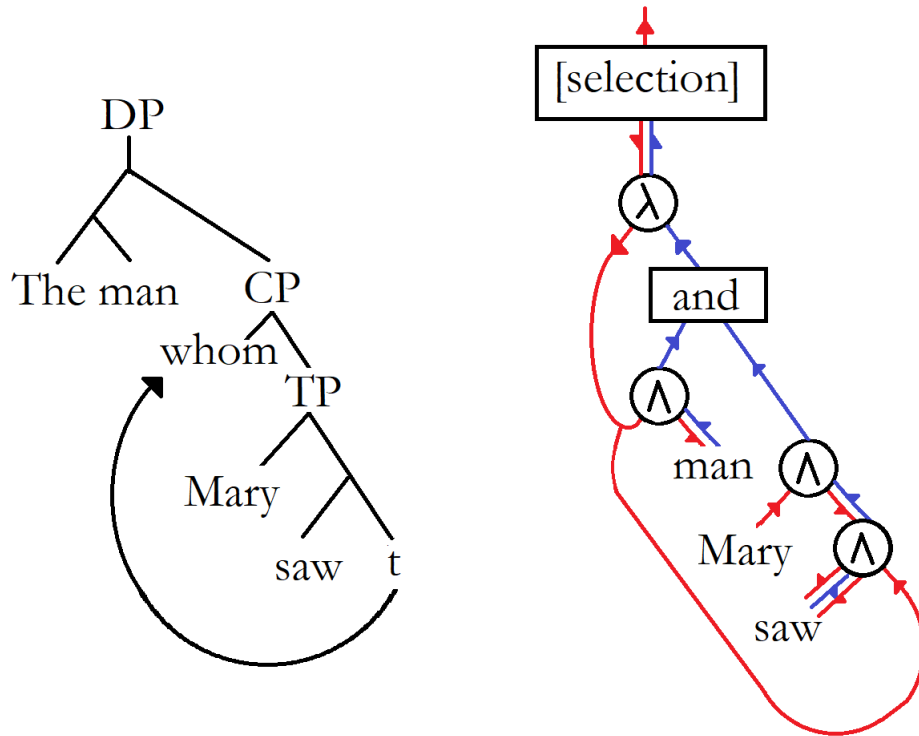 DP
The man
CP
whom
TP
Mary
saw
t
[selection]
λ
and
Λ
man
Λ
Mary
Λ
saw